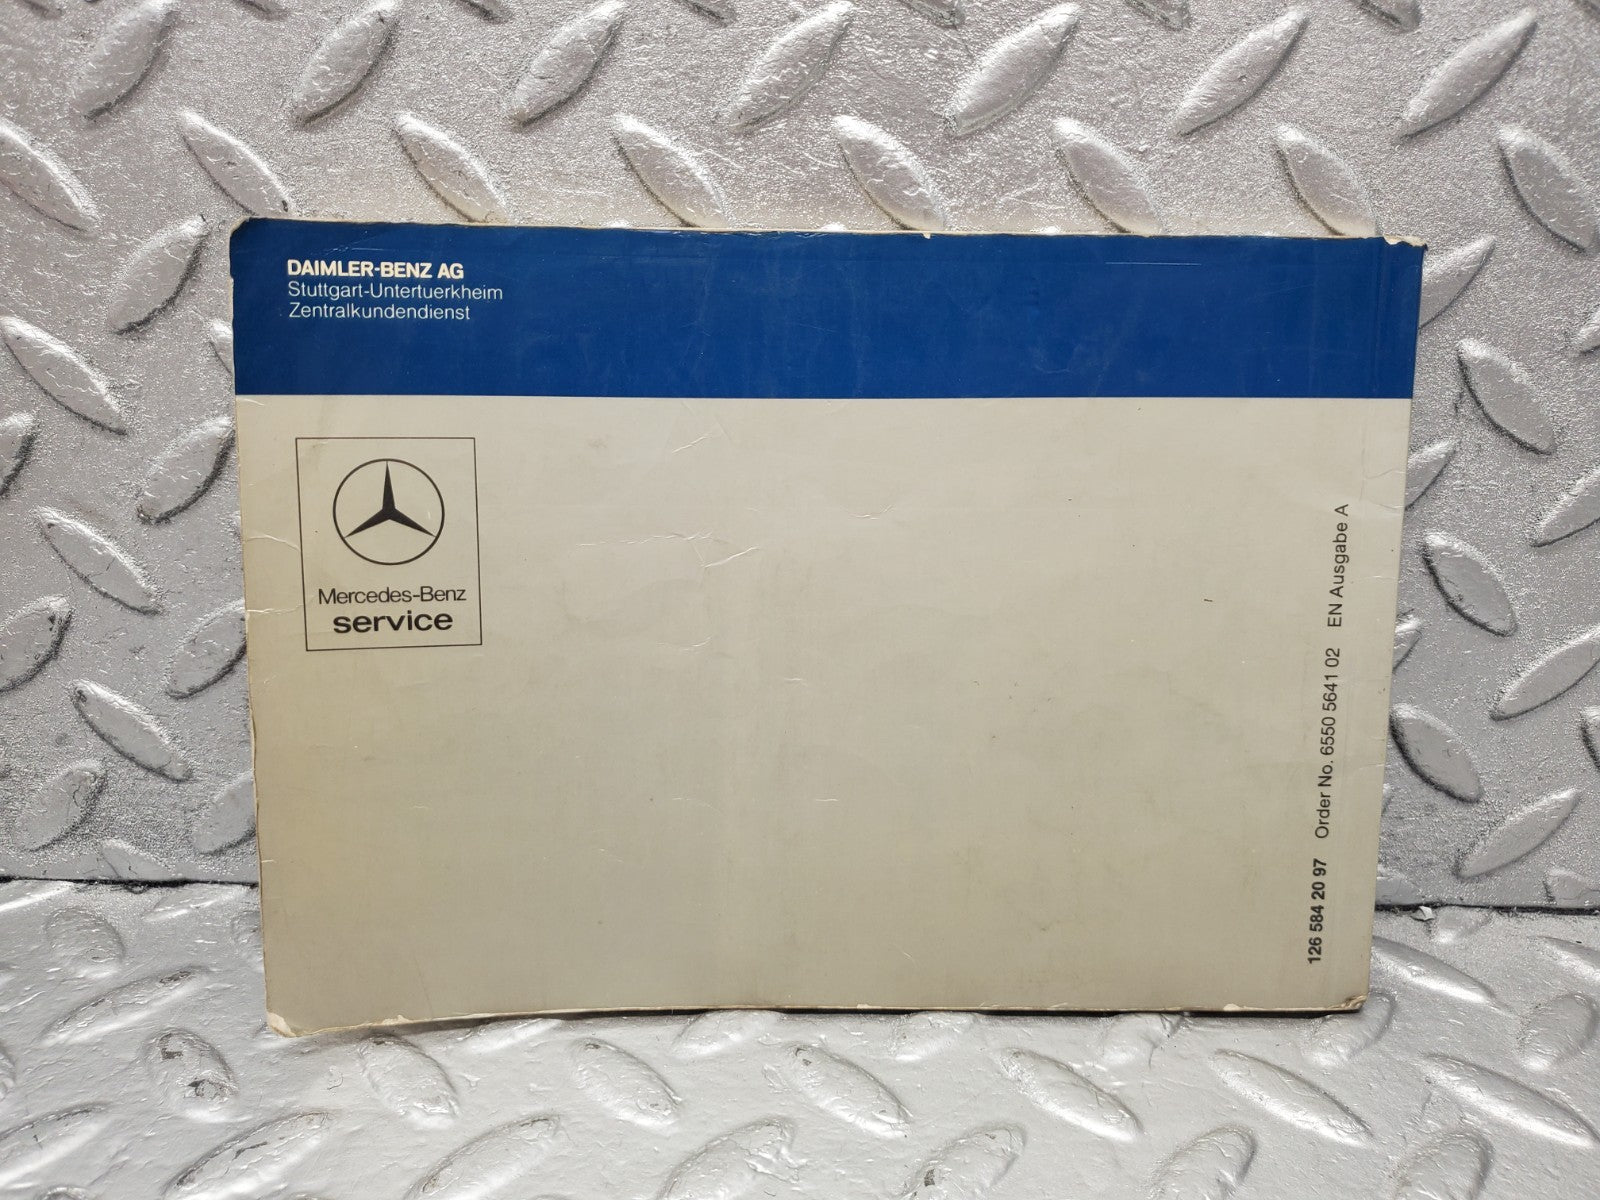 DAIMLER-BENZ AG
Stuttgart-Untertuerkheim
Zentralkundendienst
Mercedes-Benz
service
126 584 20 97 Order No. 6550 5641 02 EN Ausgabe A